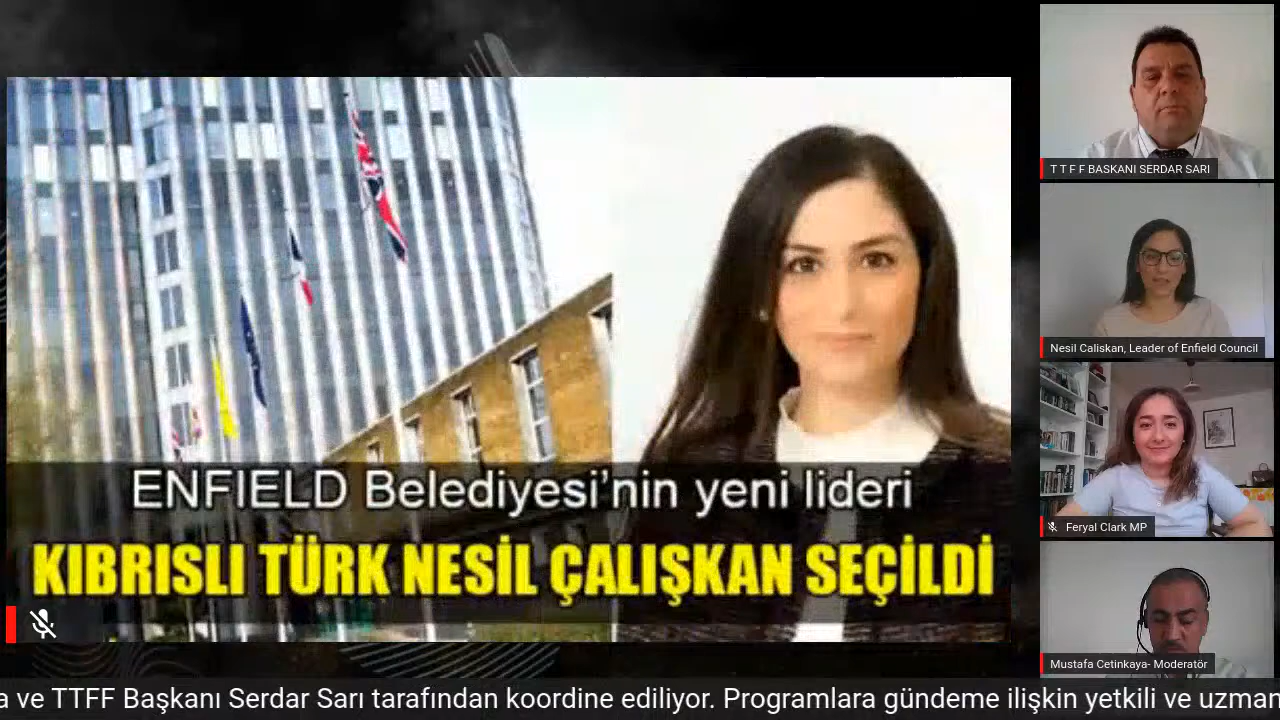 ENFIELD Belediyesi'nin yeni lideri
KIBRISLI TÜRK NESİL ÇALIŞKAN SEÇİLDİ
T T F F BASKANI SERDAR SARI
Nesil Caliskan, Leader of Enfield Council
Feryal Clark MP
Mustafa Cetinkaya- Moderatör
a ve TTFF Başkanı Serdar Sarı tarafından koordine ediliyor. Programlara gündeme ilişkin yetkili ve uzman